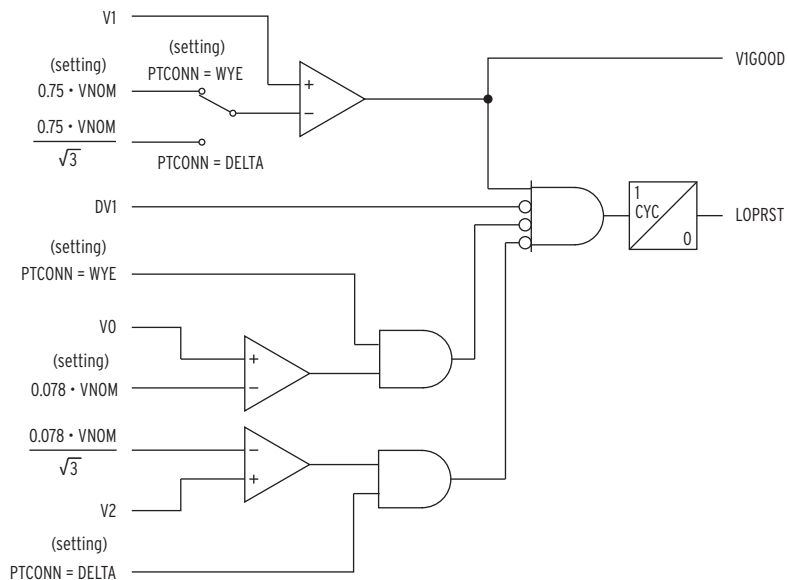 V1
V1GOOD
(setting)
PTCONN = WYE
(setting)
0.75 • VNOM
0.75 • VNOM
√3
PTCONN = DELTA
+
–
DV1
1
CYC
0
LOPRST
(setting)
PTCONN = WYE
V0
(setting)
0.078 • VNOM
+
–
0.078 • VNOM
√3
–
+
V2
(setting)
PTCONN = DELTA